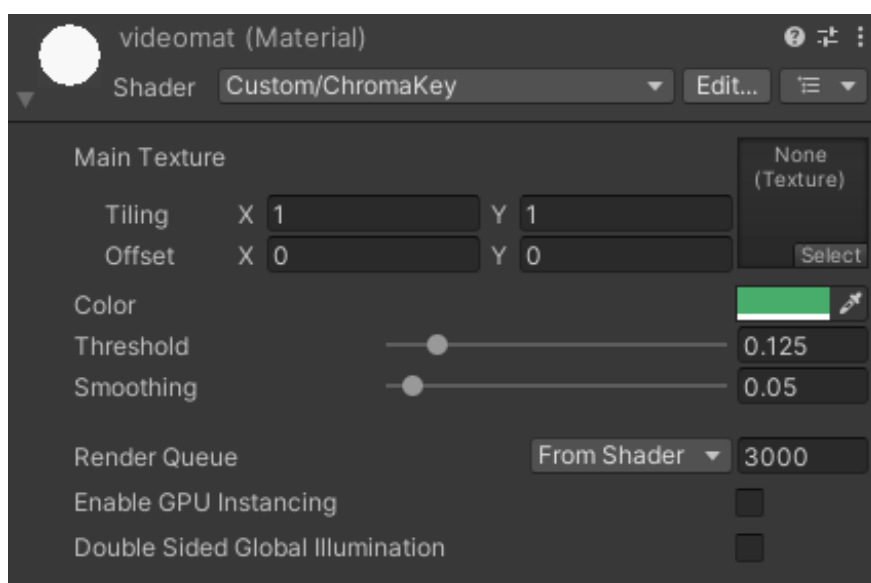 videomat (Material)
Shader Custom/ChromaKey Edit...
Main Texture None
(Texture)
Tiling X 1 Y 1
Offset X 0 Y 0 Select
Color
Threshold 0.125
Smoothing 0.05
Render Queue From Shader 3000
Enable GPU Instancing
Double Sided Global Illumination